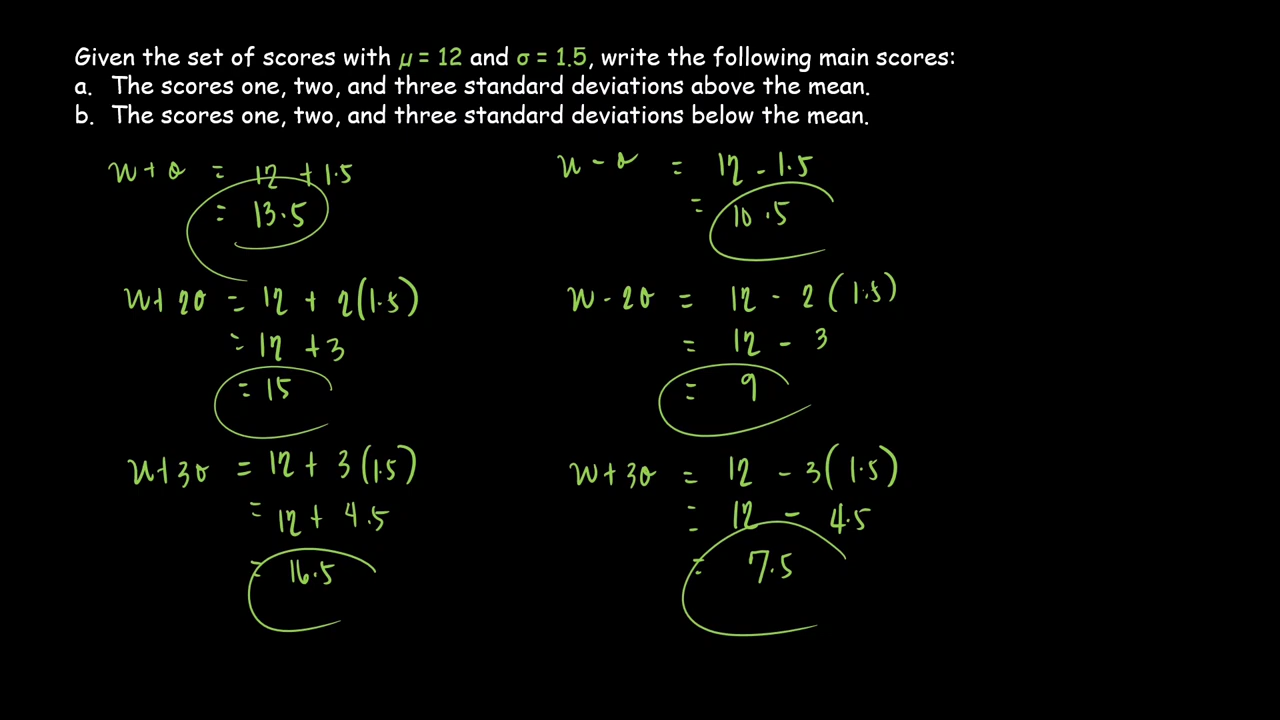 Given the set of scores with μ = 12 and σ = 1.5, write the following main scores:
a. The scores one, two, and three standard deviations above the mean.
b. The scores one, two, and three standard deviations below the mean.
μ + σ = 12 + 1.5
= 13.5
μ + 2σ = 12 + 2(1.5)
= 12 + 3
= 15
μ + 3σ = 12 + 3(1.5)
= 12 + 4.5
= 16.5
μ - σ = 12 - 1.5
= 10.5
μ - 2σ = 12 - 2(1.5)
= 12 - 3
= 9
μ + 3σ = 12 - 3(1.5)
= 12 - 4.5
= 7.5